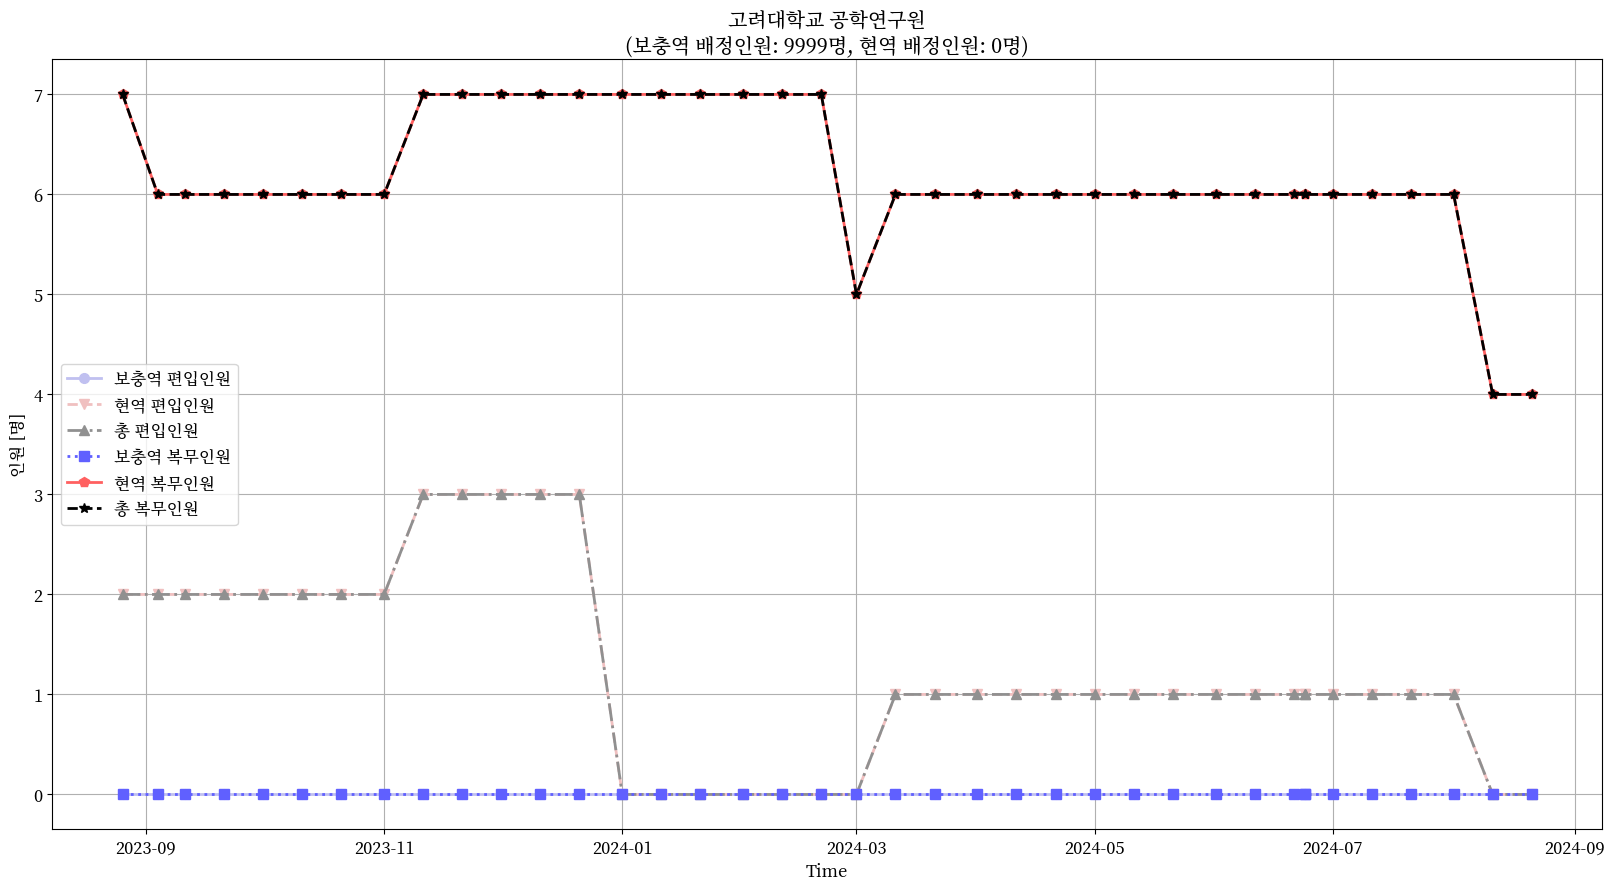 고려대학교 공학연구원
(보충역 배정인원: 9999명, 현역 배정인원: 0명)
7
6
5
4
3
2
1
0
인원 [명]
보충역 편입인원
현역 편입인원
총 편입인원
보충역 복무인원
현역 복무인원
총 복무인원
2023-09
2023-11
2024-01
2024-03
2024-05
2024-07
2024-09
Time